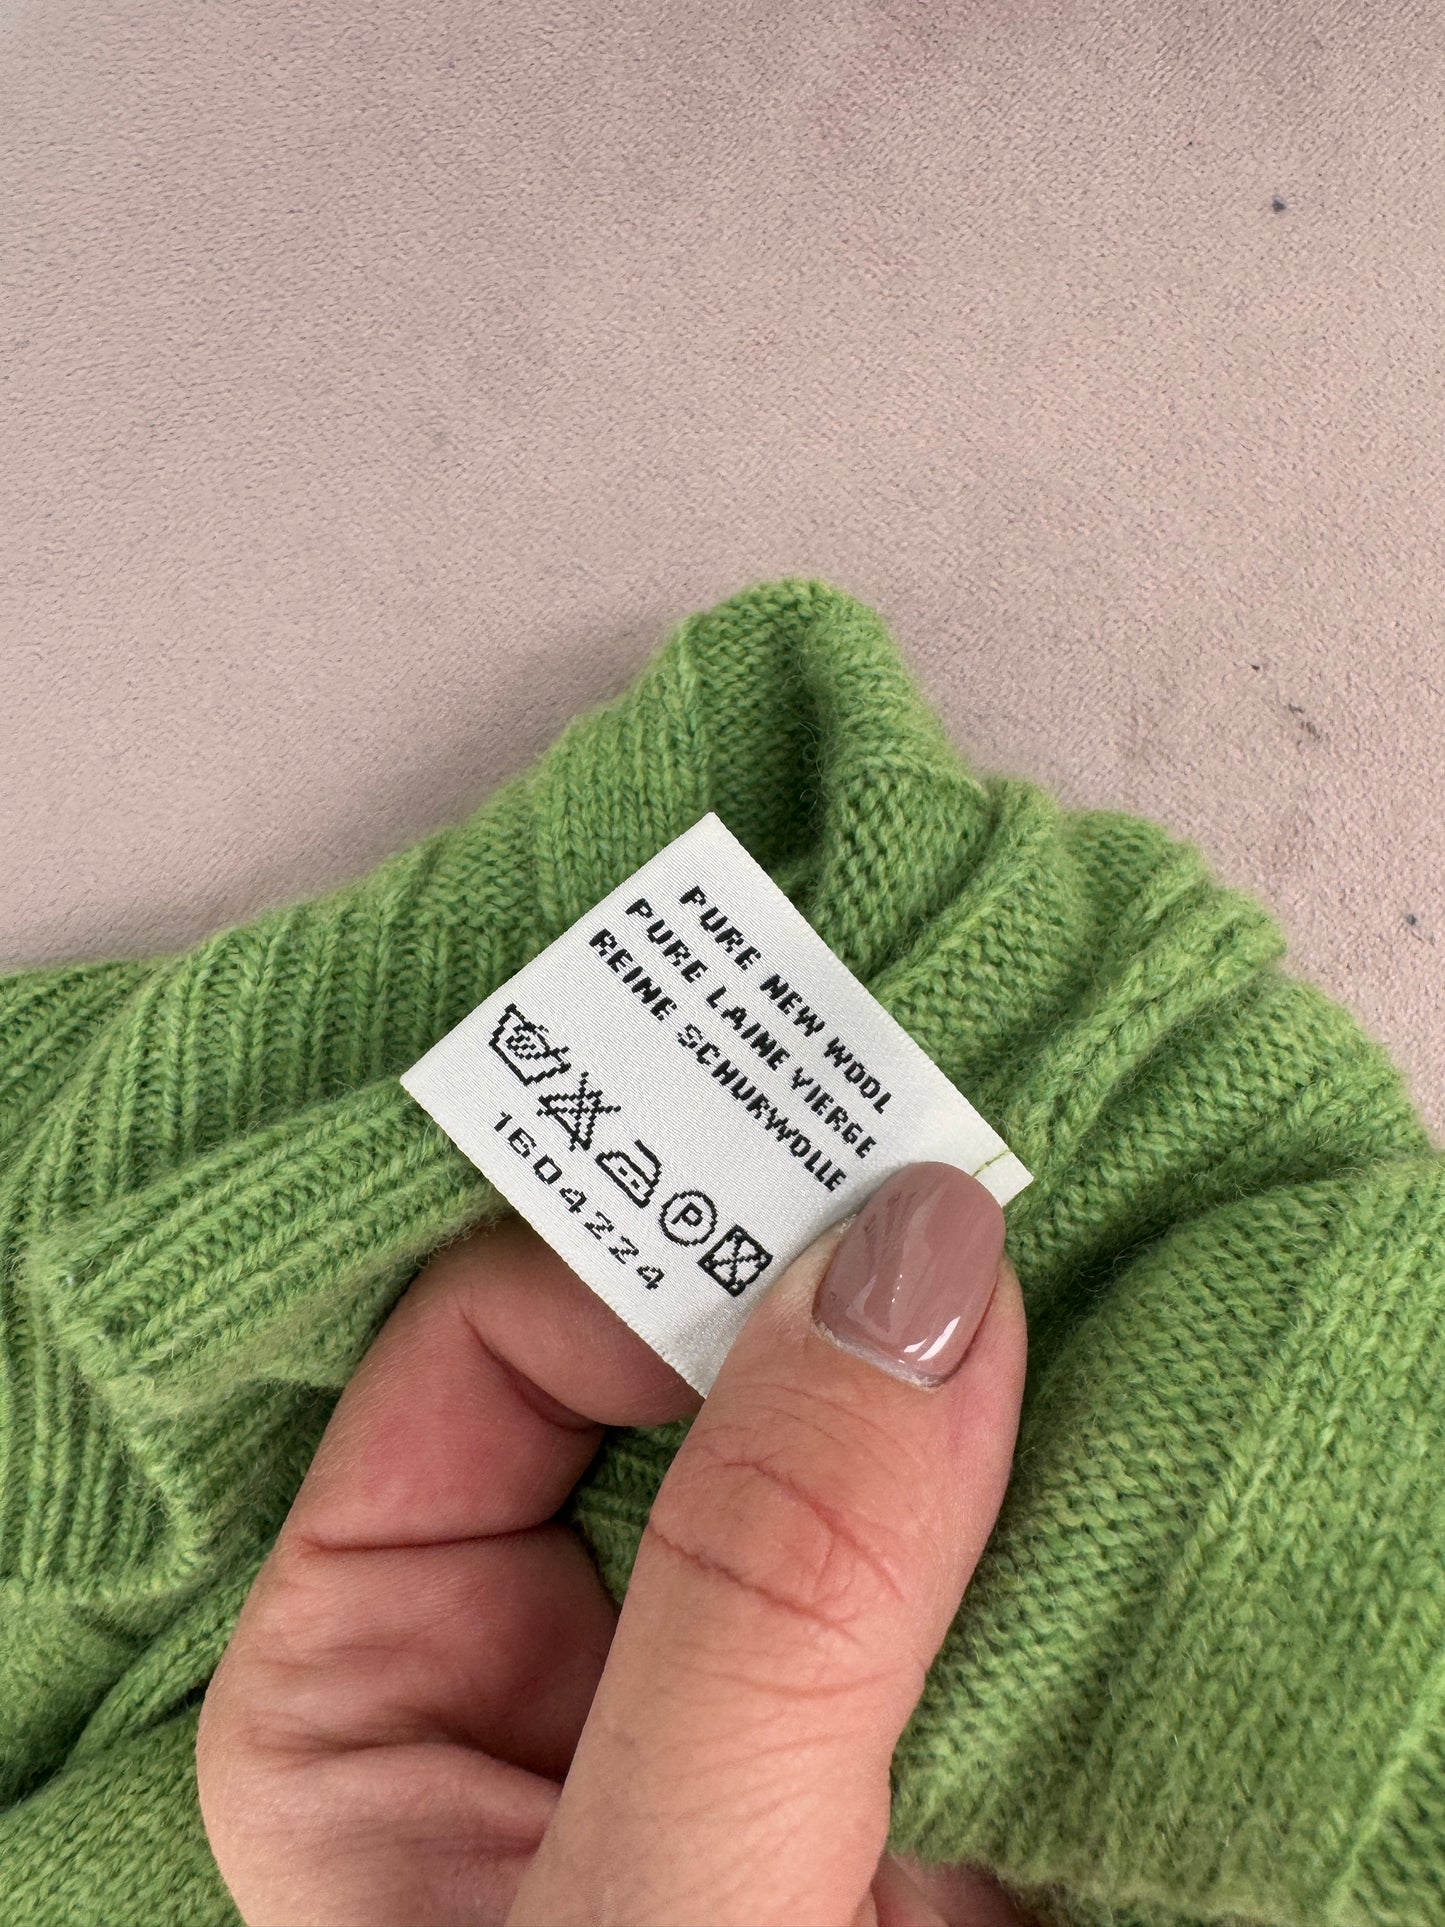 PURE NEW WOOL
PURE LAINE VIERGE
REINE SCHURWOLLE
P
1604224